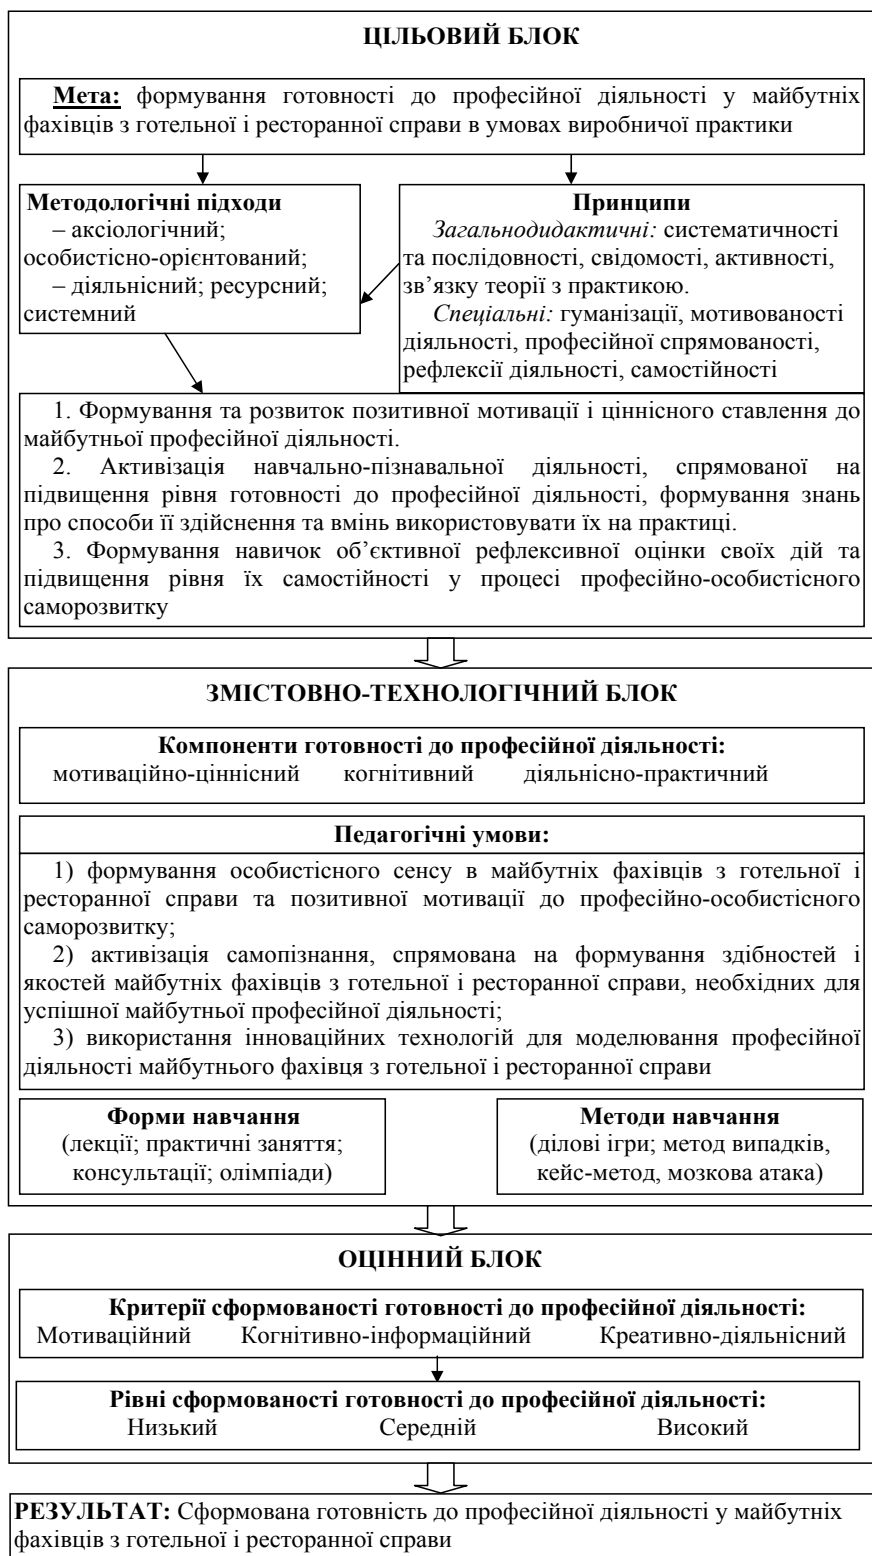 ЦІЛЬОВИЙ БЛОК
Мета: формування готовності до професійної діяльності у майбутніх
фахівців з готельної і ресторанної справи в умовах виробничої практики
Методологічні підходи
– аксіологічний;
особистісно-орієнтований;
– діяльнісний; ресурсний;
системний
Принципи
Загальнодидактичні: систематичності
та послідовності, свідомості, активності,
зв’язку теорії з практикою.
Спеціальні: гуманізації, мотивованості
діяльності, професійної спрямованості,
рефлексії діяльності, самостійності
1. Формування та розвиток позитивної мотивації і ціннісного ставлення до
майбутньої професійної діяльності.
2. Активізація навчально-пізнавальної діяльності, спрямованої на
підвищення рівня готовності до професійної діяльності, формування знань
про способи її здійснення та вмінь використовувати їх на практиці.
3. Формування навичок об’єктивної рефлексивної оцінки своїх дій та
підвищення рівня їх самостійності у процесі професійно-особистісного
саморозвитку
ЗМІСТОВНО-ТЕХНОЛОГІЧНИЙ БЛОК
Компоненти готовності до професійної діяльності:
мотиваційно-ціннісний когнітивний діяльнісно-практичний
Педагогічні умови:
1) формування особистісного сенсу в майбутніх фахівців з готельної і
ресторанної справи та позитивної мотивації до професійно-особистісного
саморозвитку;
2) активізація самопізнання, спрямована на формування здібностей і
якостей майбутніх фахівців з готельної і ресторанної справи, необхідних для
успішної майбутньої професійної діяльності;
3) використання інноваційних технологій для моделювання професійної
діяльності майбутнього фахівця з готельної і ресторанної справи
Форми навчання
(лекції; практичні заняття;
консультації; олімпіади)
Методи навчання
(ділові ігри; метод випадків,
кейс-метод, мозкова атака)
ОЦІННИЙ БЛОК
Критерії сформованості готовності до професійної діяльності:
Мотиваційний Когнітивно-інформаційний Креативно-діяльнісний
Рівні сформованості готовності до професійної діяльності:
Низький Середній Високий
РЕЗУЛЬТАТ: Сформована готовність до професійної діяльності у майбутніх
фахівців з готельної і ресторанної справи